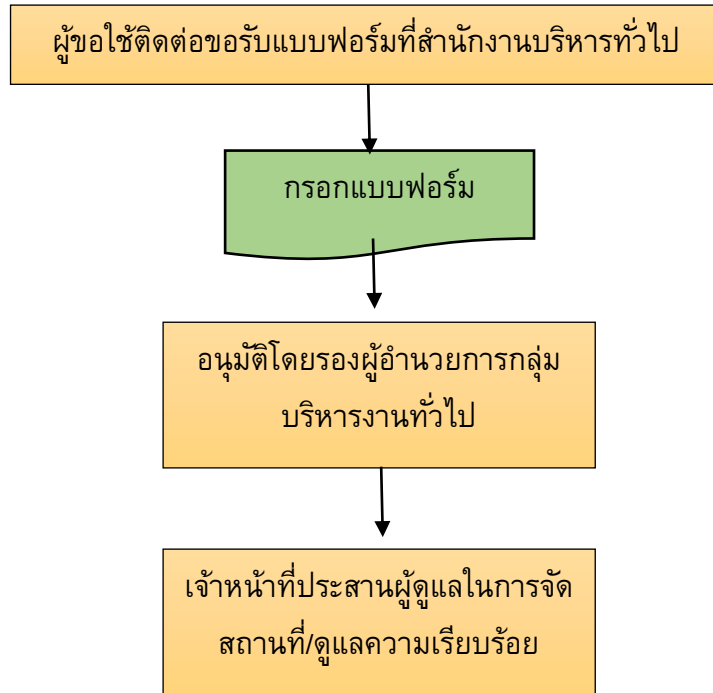 ผู้ขอใช้ติดต่อขอรับแบบฟอร์มที่สำนักงานบริหารทั่วไป
กรอกแบบฟอร์ม
อนุมัติโดยรองผู้อำนวยการกลุ่ม
บริหารงานทั่วไป
เจ้าหน้าที่ประสานผู้ดูแลในการจัด
สถานที่/ดูแลความเรียบร้อย